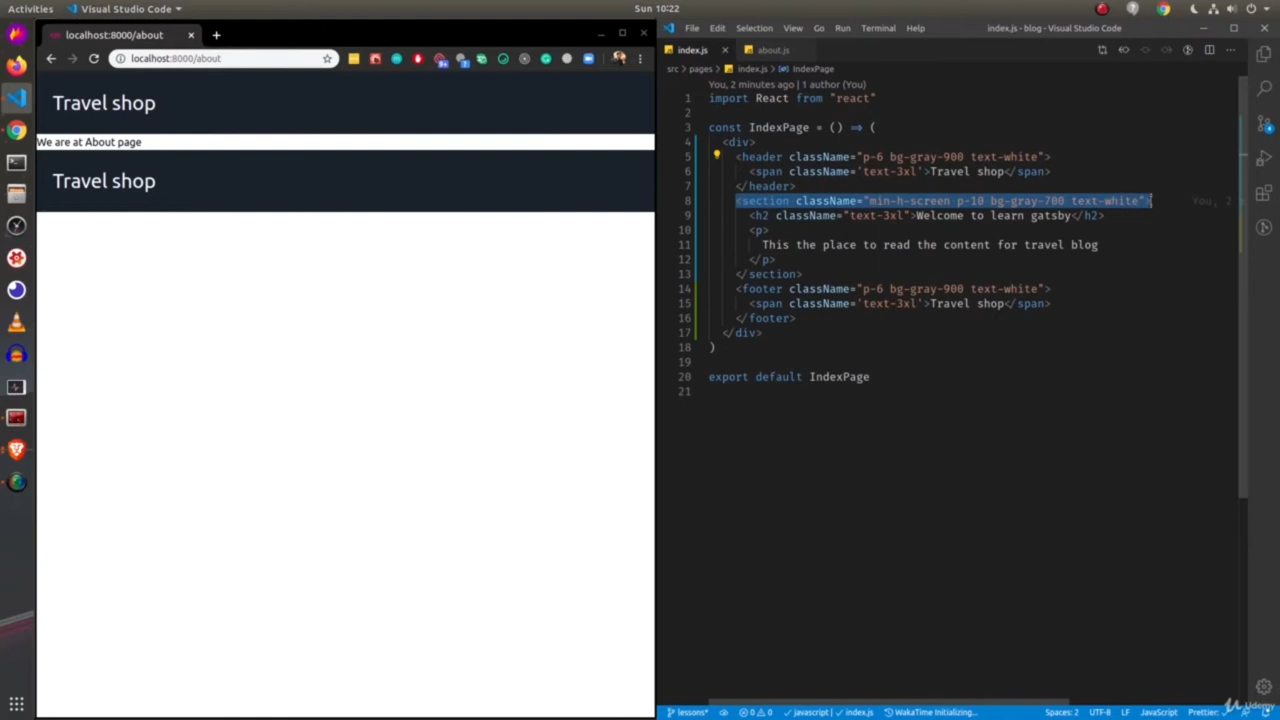 Activities
Visual Studio Code
Sun 10:22
localhost:8000/about
localhost:8000/about
Travel shop
We are at About page
Travel shop
File Edit Selection View Go Run Terminal Help
index.js - blog - Visual Studio Code
index.js
about.js
src > pages > index.js > IndexPage
You, 2 minutes ago | 1 author (You)
1 import React from "react"
2
3 const IndexPage = () => (
4 <div>
5 <header className="p-6 bg-gray-900 text-white">
6 <span className='text-3xl'>Travel shop</span>
7 </header>
8 <section className="min-h-screen p-10 bg-gray-700 text-white"> You, 2
9 <h2 className="text-3xl">Welcome to learn gatsby</h2>
10 <p>
11 This the place to read the content for travel blog
12 </p>
13 </section>
14 <footer className="p-6 bg-gray-900 text-white">
15 <span className='text-3xl'>Travel shop</span>
16 </footer>
17 </div>
18 )
19
20 export default IndexPage
21
lessons* 0 0 javascript | index.js WakaTime Initializing... Spaces: 2 UTF-8 LF JavaScript Prettier:
Udemy